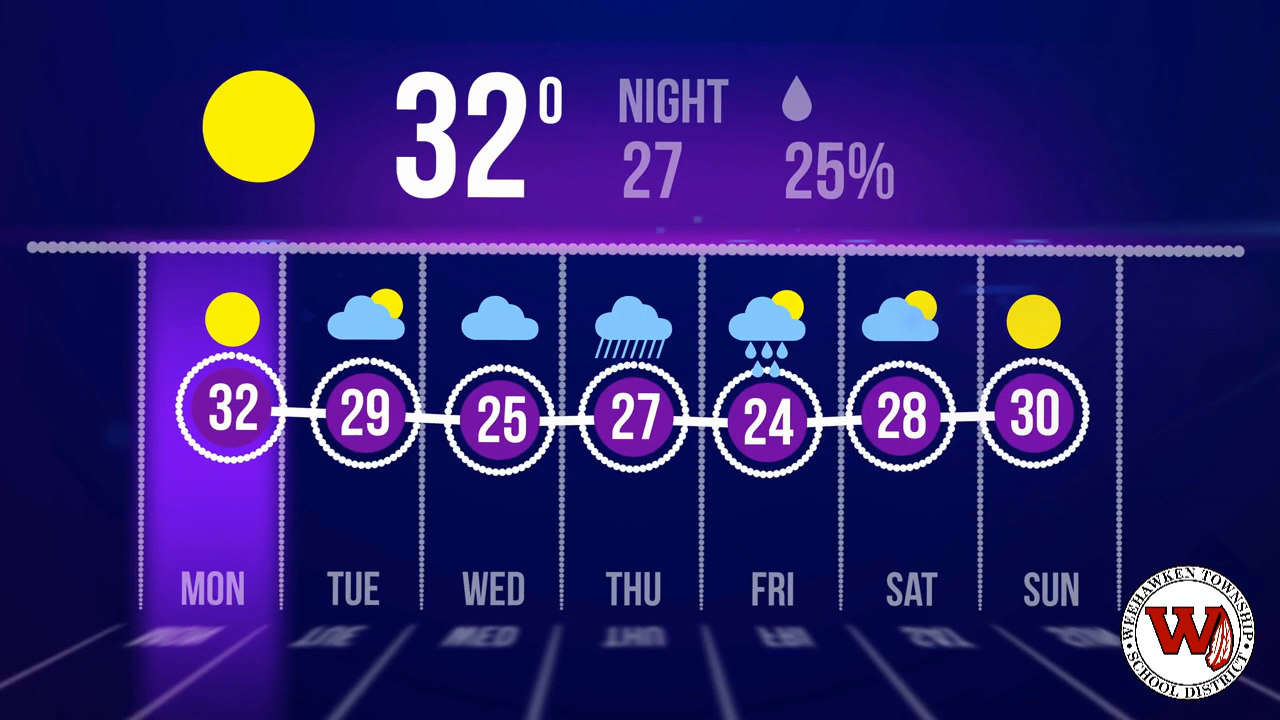 32° NIGHT
27 25%
32 29 25 27 24 28 30
MON TUE WED THU FRI SAT SUN
WEEHAWKEN TOWNSHIP
W
SCHOOL DISTRICT